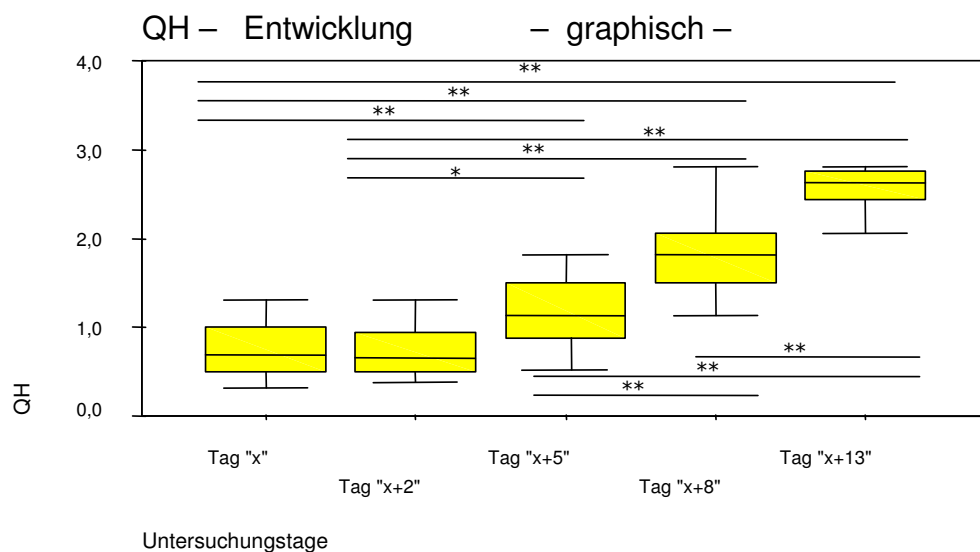 QH – Entwicklung – graphisch –
4,0
**
**
**
3,0
**
**
*
2,0
1,0
**
**
**
0,0
QH
Tag "x"
Tag "x+5"
Tag "x+13"
Tag "x+2"
Tag "x+8"
Untersuchungstage